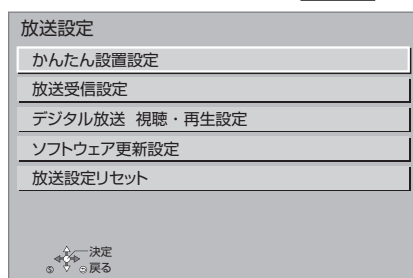 放送設定
かんたん設置設定
放送受信設定
デジタル放送 視聴・再生設定
ソフトウェア更新設定
放送設定リセット
決定
S 戻る